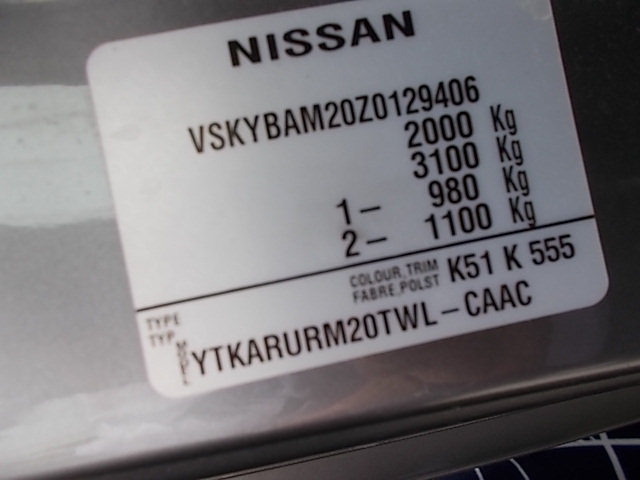 NISSAN
VSKYBAM20Z0129406
2000 Kg
3100 Kg
1- 980 Kg
2- 1100 Kg
COLOUR,TRIM K51 K 555
FABRE.POLST
TYPE
TYP
MODELL YTKARURM20TWL-CAAC